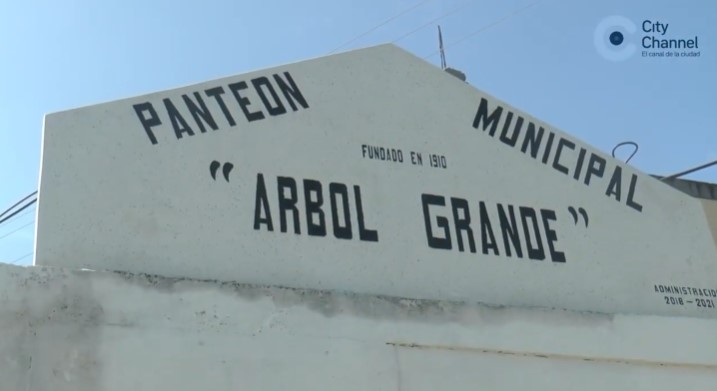 City
Channel
El canal de la ciudad
PANTEON MUNICIPAL
FUNDADO EN 1910
"ARBOL GRANDE"
2018 - 2021